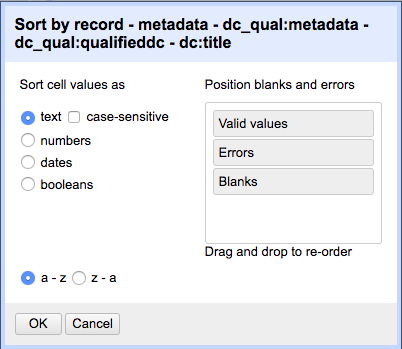 Sort by record - metadata - dc_qual:metadata -
dc_qual:qualifieddc - dc:title
Sort cell values as
text case-sensitive
numbers
dates
booleans
Position blanks and errors
Valid values
Errors
Blanks
Drag and drop to re-order
a - z z - a
OK Cancel